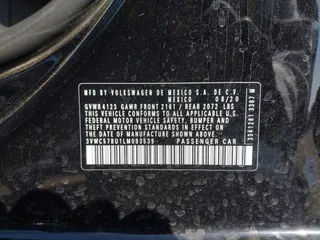 MFD BY VOLKSWAGEN DE MEXICO S.A. DE C.V.
MEXICO 08/20
GVWR 4123 GAWR FRONT 2161 / REAR 2072 LBS
THIS VEHICLE CONFORMS TO ALL APPLICABLE U.S.
FEDERAL MOTOR VEHICLE SAFETY, BUMPER AND
THEFT PREVENTION STANDARDS IN EFFECT ON THE
DATE OF MANUFACTURE SHOWN ABOVE
3VWC57BU1LM083539 PASSENGER CAR